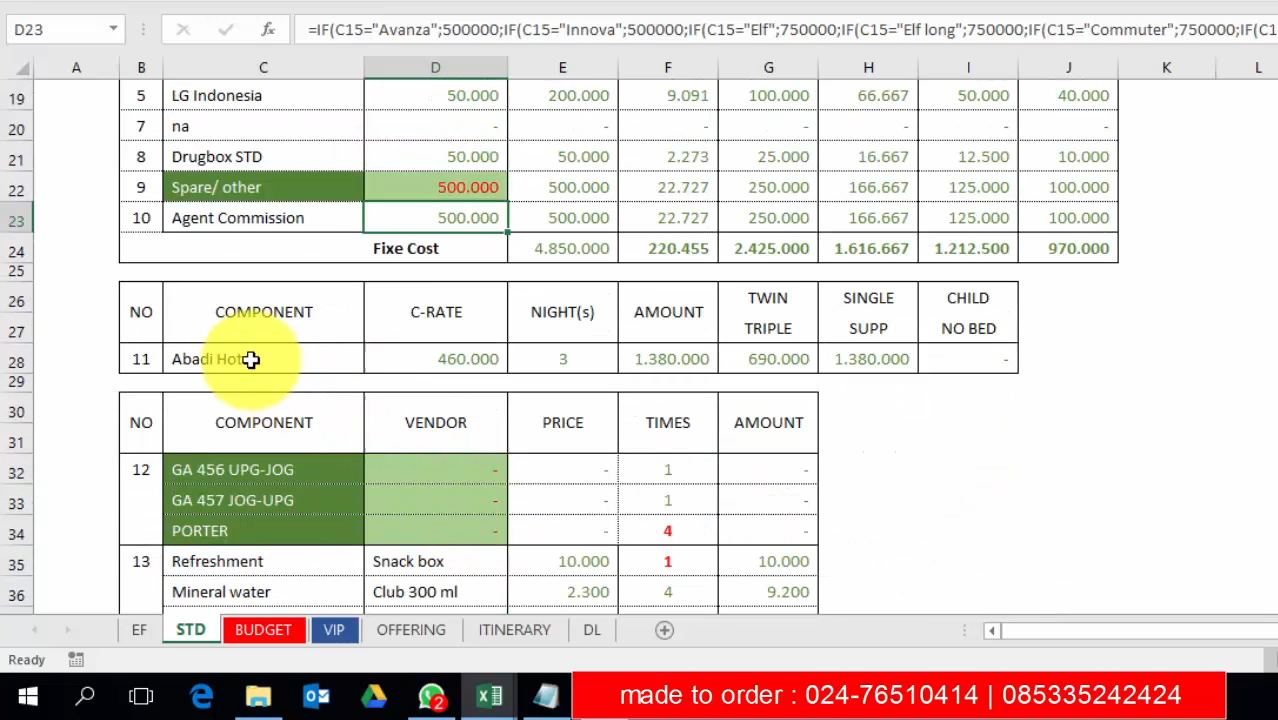 D23 =IF(C15="Avanza";500000;IF(C15="Innova";500000;IF(C15="Elf";750000;IF(C15="Elf long";750000;IF(C15="Commuter";750000;IF(C1
A B C D E F G H I J K L
19 5 LG Indonesia 50.000 200.000 9.091 100.000 66.667 50.000 40.000
20 7 na - - - - - - -
21 8 Drugbox STD 50.000 50.000 2.273 25.000 16.667 12.500 10.000
22 9 Spare/ other 500.000 500.000 22.727 250.000 166.667 125.000 100.000
23 10 Agent Commission 500.000 500.000 22.727 250.000 166.667 125.000 100.000
24 Fixe Cost 4.850.000 220.455 2.425.000 1.616.667 1.212.500 970.000
25
26 NO COMPONENT C-RATE NIGHT(s) AMOUNT TWIN SINGLE CHILD
27 TRIPLE SUPP NO BED
28 11 Abadi 460.000 3 1.380.000 690.000 1.380.000 -
29
30 NO COMPONENT VENDOR PRICE TIMES AMOUNT
31
32 12 GA 456 UPG-JOG - - 1 -
33 GA 457 JOG-UPG - - 1 -
34 PORTER - - 4 -
35 13 Refreshment Snack box 10.000 1 10.000
36 Mineral water Club 300 ml 2.300 4 9.200
EF STD BUDGET VIP OFFERING ITINERARY DL
Ready
2
made to order : 024-76510414 | 085335242424